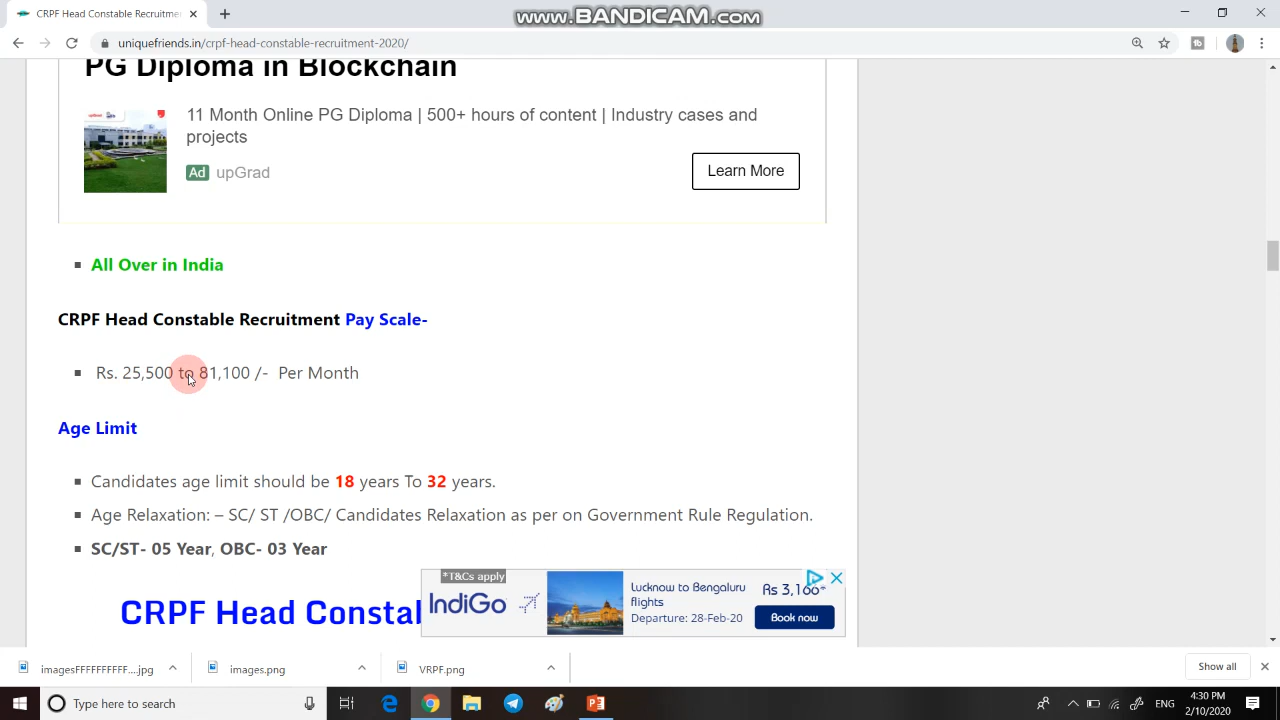 CRPF Head Constable Recruitment
www.BANDICAM.com
uniquefriends.in/crpf-head-constable-recruitment-2020/
PG Diploma in Blockchain
11 Month Online PG Diploma | 500+ hours of content | Industry cases and
projects
Ad upGrad
Learn More
All Over in India
CRPF Head Constable Recruitment Pay Scale-
Rs. 25,500 to 81,100 /- Per Month
Age Limit
Candidates age limit should be 18 years To 32 years.
Age Relaxation: – SC/ ST /OBC/ Candidates Relaxation as per on Government Rule Regulation.
SC/ST- 05 Year, OBC- 03 Year
CRPF Head Constal
*T&Cs apply
IndiGo
Lucknow to Bengaluru
flights
Departure: 28-Feb-20
Rs 3,166*
Book now
imagesFFFFFFFFFF....jpg
images.png
VRPF.png
Show all
Type here to search
ENG
4:30 PM
2/10/2020